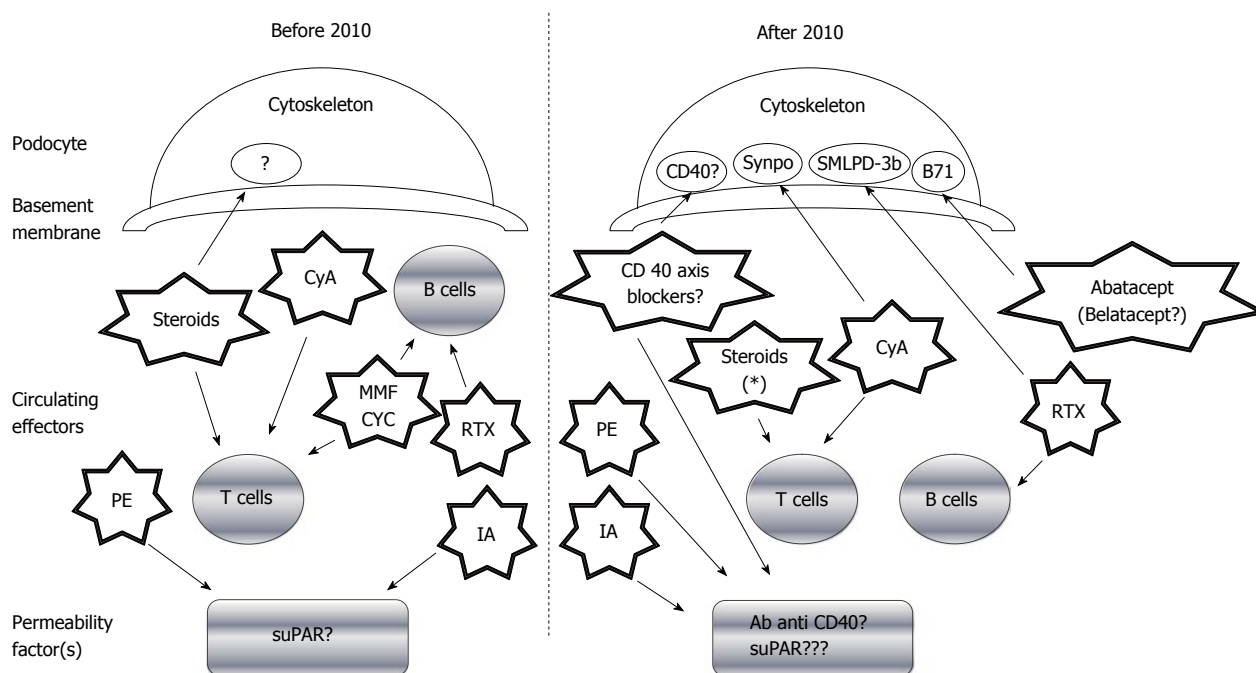 Before 2010
After 2010
Podocyte
Basement
membrane
Circulating
effectors
Permeability
factor(s)
Cytoskeleton
?
Steroids
CyA
B cells
MMF
CYC
RTX
PE
T cells
IA
suPAR?
Cytoskeleton
CD40?
Synpo
SMLPD-3b
B71
CD 40 axis
blockers?
Abatacept
(Belatacept?)
Steroids
(*)
CyA
RTX
PE
T cells
B cells
IA
Ab anti CD40?
suPAR???